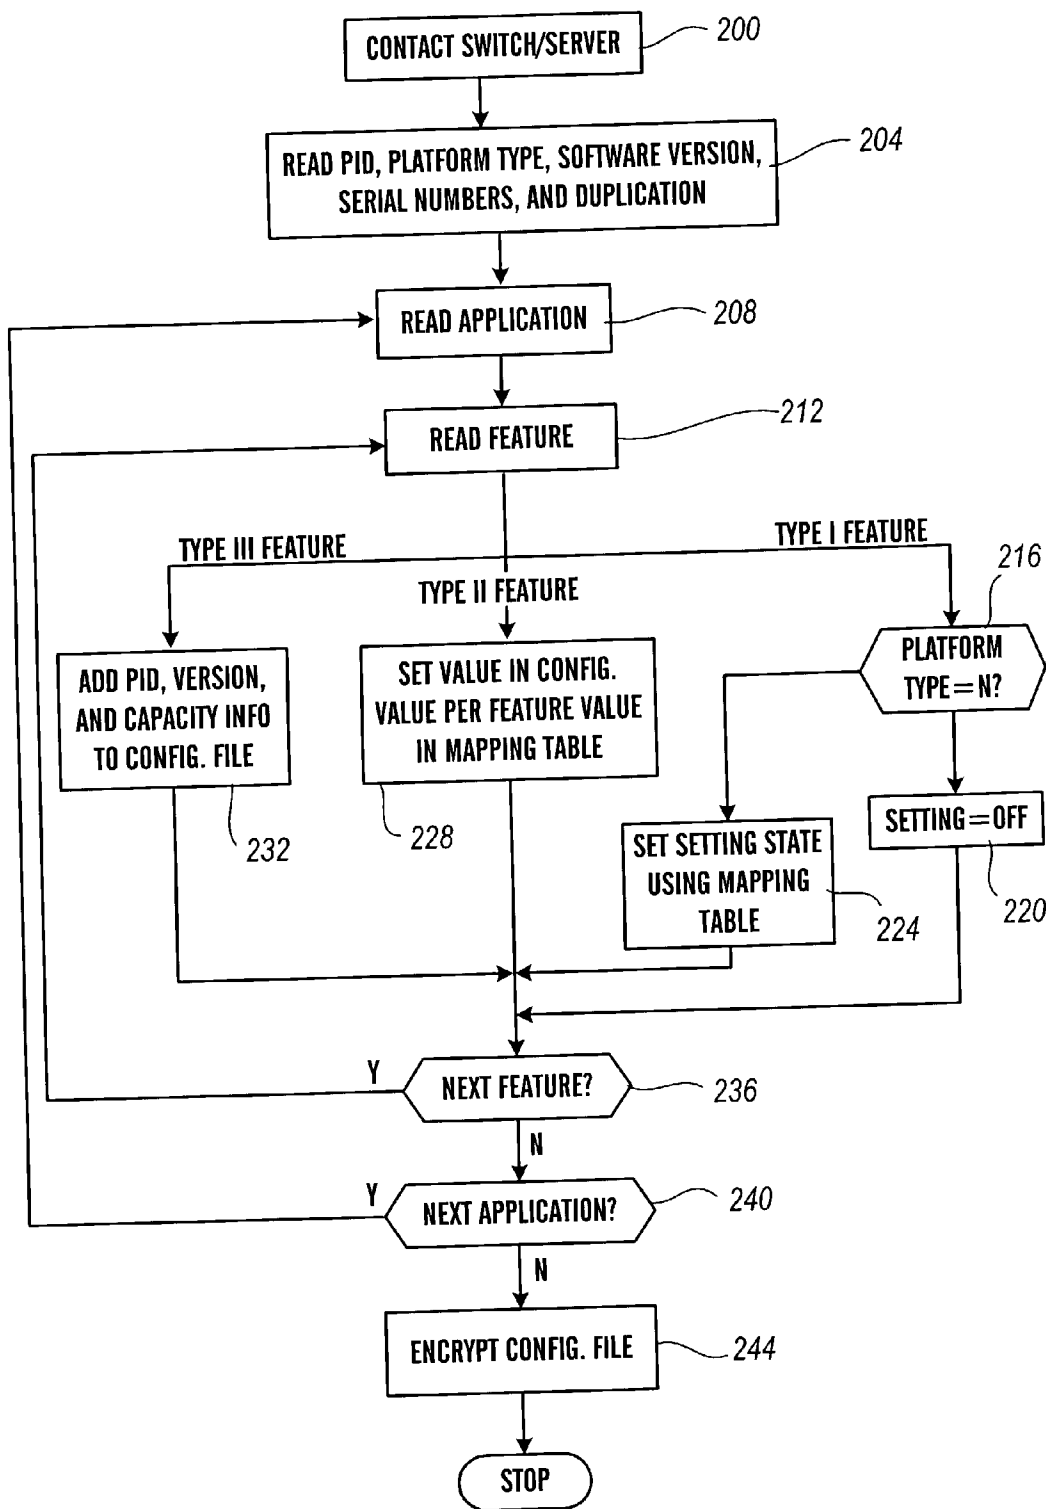 CONTACT SWITCH/SERVER
200
READ PID, PLATFORM TYPE, SOFTWARE VERSION,
SERIAL NUMBERS, AND DUPLICATION
204
READ APPLICATION
208
READ FEATURE
212
TYPE III FEATURE
TYPE II FEATURE
TYPE I FEATURE
216
PLATFORM
TYPE=N?
ADD PID, VERSION,
AND CAPACITY INFO
TO CONFIG. FILE
232
SET VALUE IN CONFIG.
VALUE PER FEATURE VALUE
IN MAPPING TABLE
228
SET SETTING STATE
USING MAPPING
TABLE
224
SETTING=OFF
220
Y
NEXT FEATURE?
236
N
Y
NEXT APPLICATION?
240
N
ENCRYPT CONFIG. FILE
244
STOP